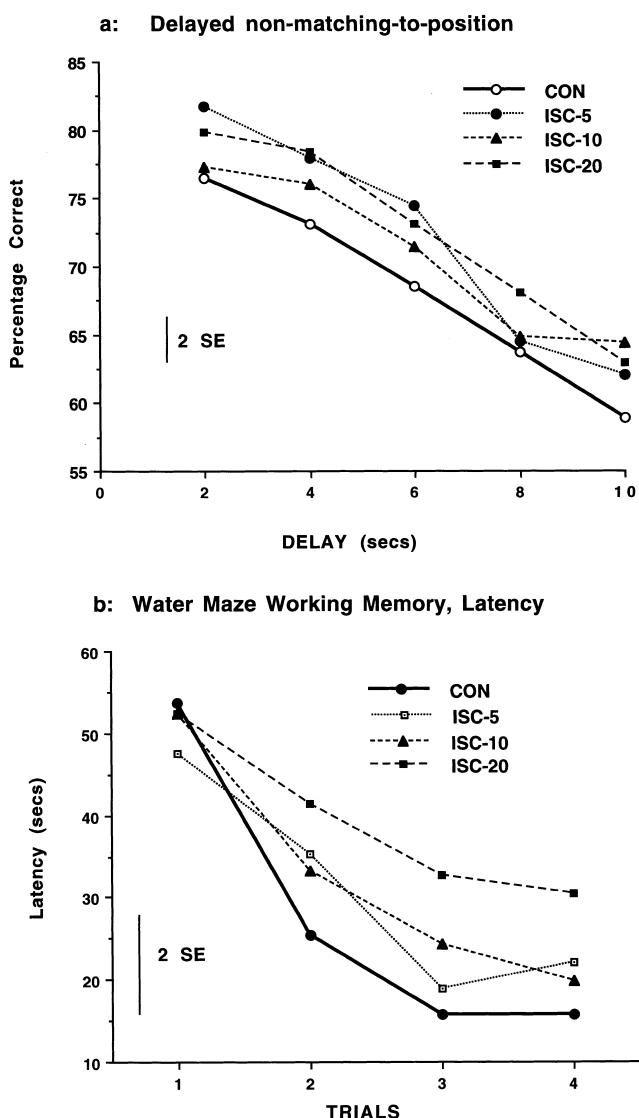 a: Delayed non-matching-to-position
85
80
75
70
65
60
55
Percentage Correct
CON
ISC-5
ISC-10
ISC-20
2 SE
0 2 4 6 8 10
DELAY (secs)
b: Water Maze Working Memory, Latency
60
50
40
30
20
10
Latency (secs)
CON
ISC-5
ISC-10
ISC-20
2 SE
1 2 3 4
TRIALS